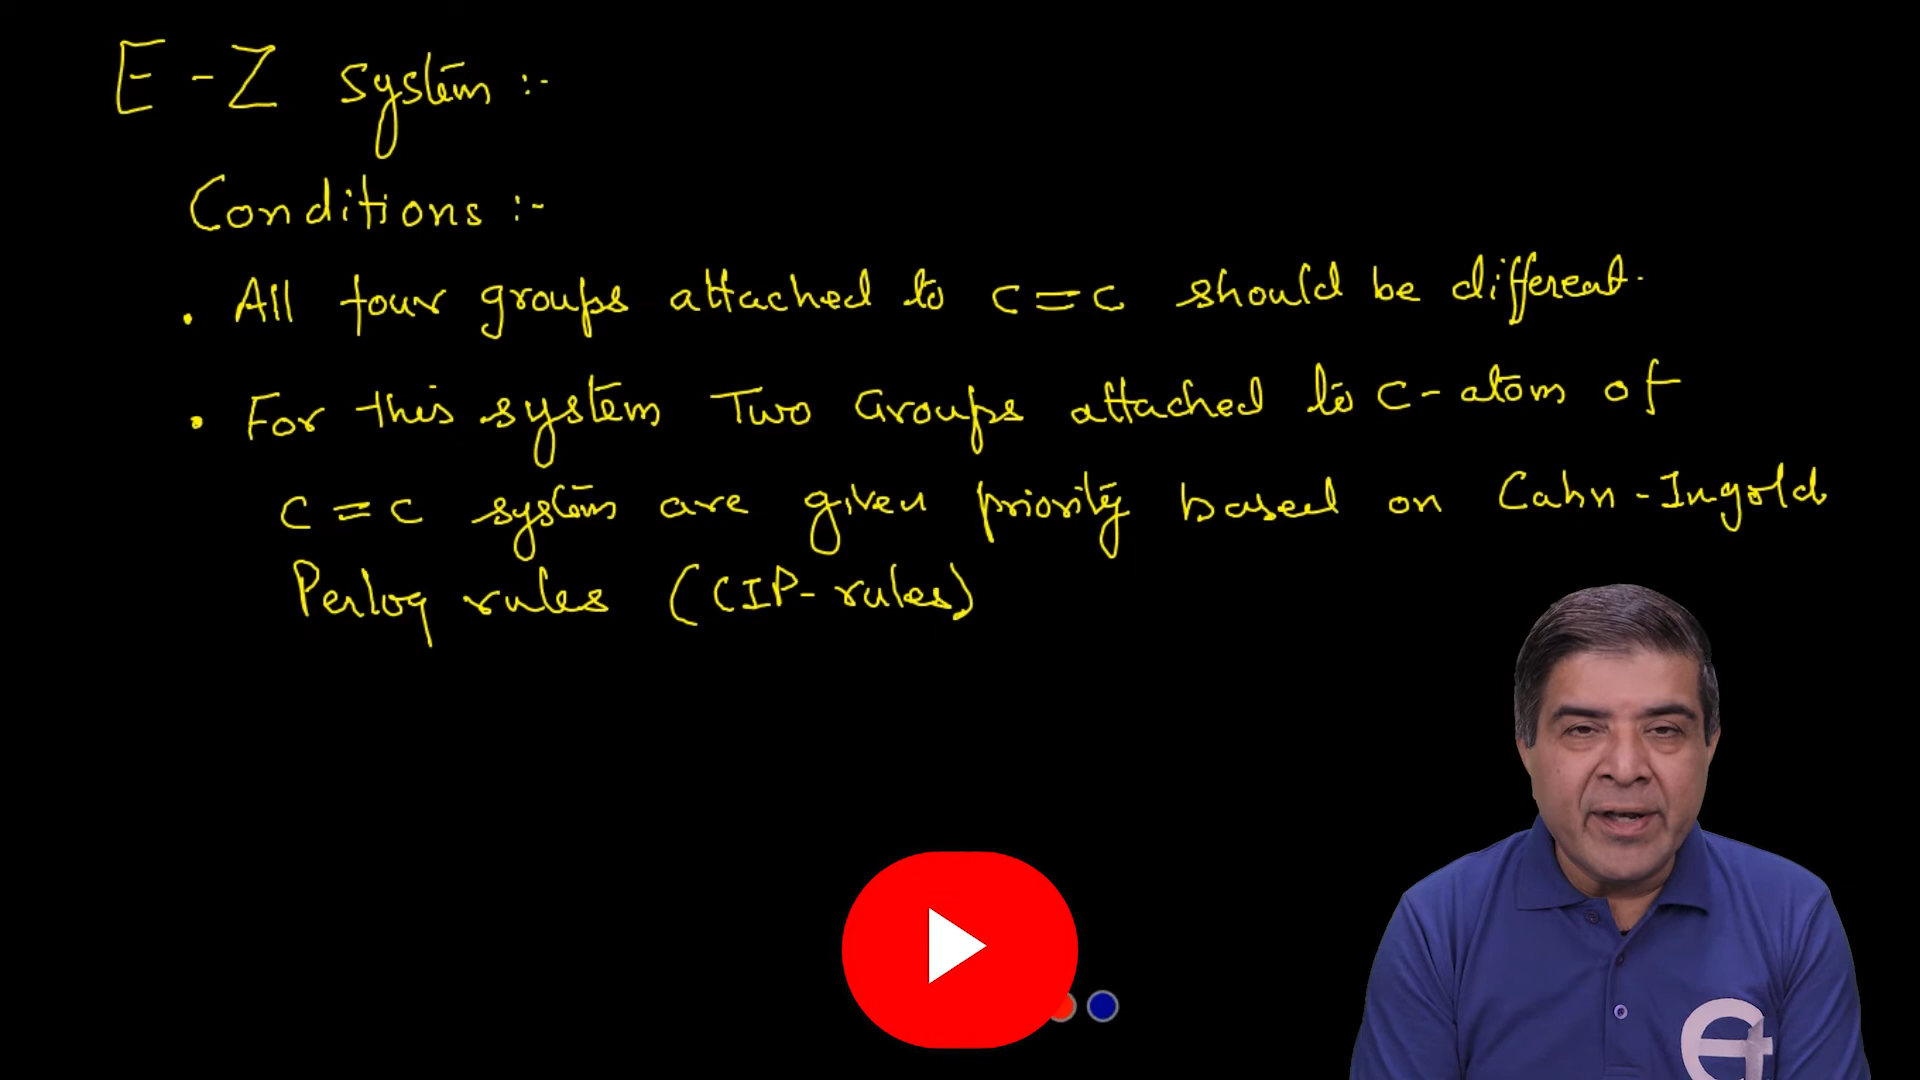 E-Z system :-
Conditions :-
• All four groups attached to C=C should be different.
• For this system Two Groups attached to C-atom of
C=C system are given priority based on Cahn-Ingold
Perlog rules (CIP-rules)